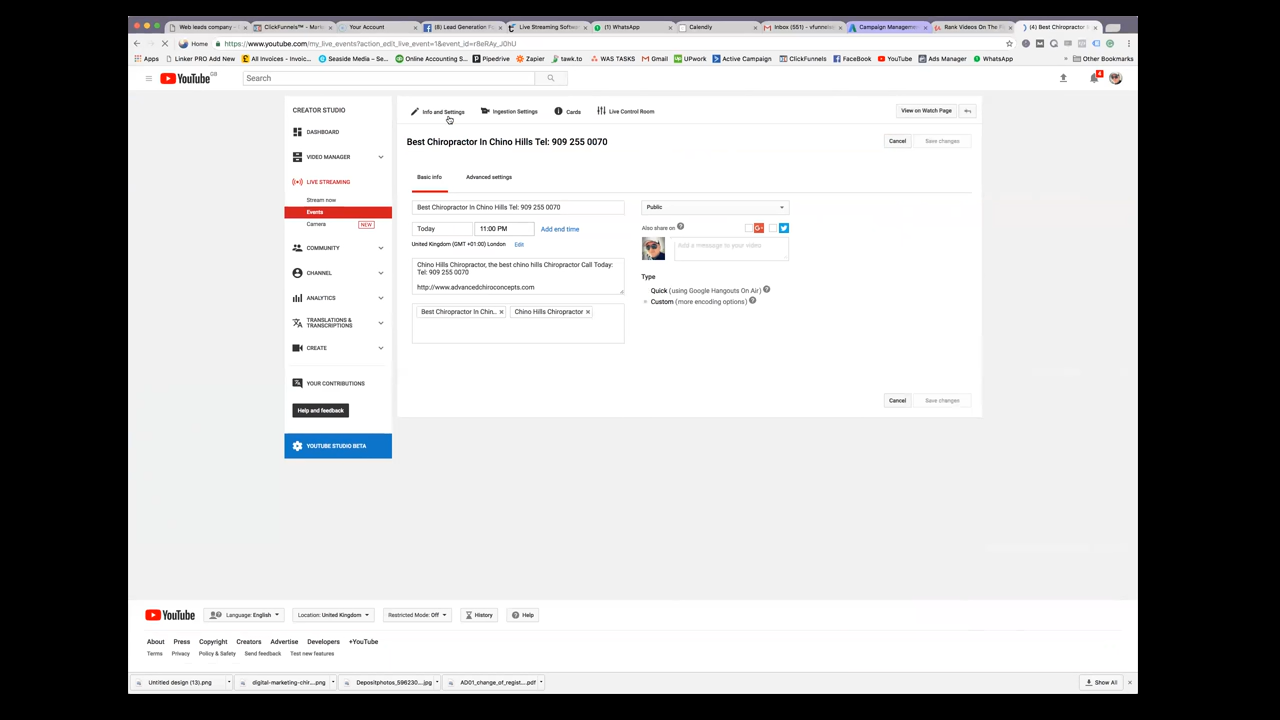 Web leads company -
ClickFunnels™ - Mark
Your Account
(8) Lead Generation
Live Streaming Softw
(1) WhatsApp
Calendly
Inbox (551) - vfunnels
Campaign Managem
Rank Videos On The
(4) Best Chiropractor
Home
https://www.youtube.com/my_live_events?action_edit_live_event=1&event_id=r8eRAy_J0hU
Apps
Linker PRO Add New
All Invoices - Invoic...
Seaside Media – Se...
Online Accounting S...
Pipedrive
Zapier
tawk.to
WAS TASKS
Gmail
UPwork
Active Campaign
ClickFunnels
FaceBook
YouTube
Ads Manager
WhatsApp
»
Other Bookmarks
YouTube GB
Search
4
CREATOR STUDIO
DASHBOARD
VIDEO MANAGER
LIVE STREAMING
Stream now
Events
Camera NEW
COMMUNITY
CHANNEL
ANALYTICS
TRANSLATIONS &
TRANSCRIPTIONS
CREATE
YOUR CONTRIBUTIONS
Help and feedback
YOUTUBE STUDIO BETA
Info and Settings
Ingestion Settings
Cards
Live Control Room
View on Watch Page
Best Chiropractor In Chino Hills Tel: 909 255 0070
Cancel
Save changes
Basic info
Advanced settings
Best Chiropractor In Chino Hills Tel: 909 255 0070
Today
11:00 PM
Add end time
United Kingdom (GMT +01:00) London Edit
Chino Hills Chiropractor, the best chino hills Chiropractor Call Today:
Tel: 909 255 0070
http://www.advancedchiroconcepts.com
Best Chiropractor In Chin... ×
Chino Hills Chiropractor ×
Public
Also share on ?
G+
Add a message to your video
Type
Quick (using Google Hangouts On Air) ?
Custom (more encoding options) ?
Cancel
Save changes
YouTube
Language: English
Location: United Kingdom
Restricted Mode: Off
History
Help
About
Press
Copyright
Creators
Advertise
Developers
+YouTube
Terms
Privacy
Policy & Safety
Send feedback
Test new features
Untitled design (13).png
digital-marketing-chir....png
Depositphotos_596230....jpg
AD01_change_of_regist....pdf
Show All